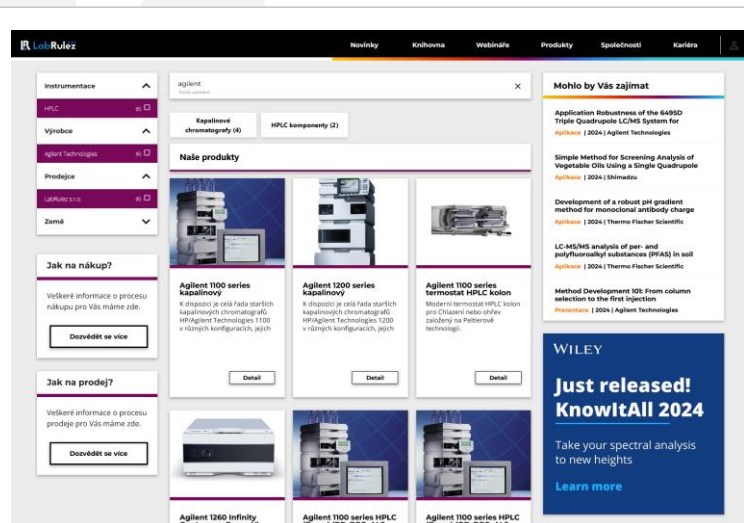 LabRulez
Novinky
Knihovna
Webináře
Produkty
Společnosti
Kariéra
Instrumentace
HPLC
(6)
Výrobce
Agilent Technologies
(6)
Prodejce
LabRulez s.r.o.
(6)
Země
Jak na nákup?
Veškeré informace o procesu
nákupu pro Vás máme zde.
Dozvědět se více
Jak na prodej?
Veškeré informace o procesu
prodeje pro Vás máme zde.
Dozvědět se více
agilent
Kapalinové
chromatografy (4)
HPLC komponenty (2)
Naše produkty
Agilent 1100 series
kapalinový
K dispozici je celá řada starších
kapalinových chromatografů
HP/Agilent Technologies 1100
v různých konfiguracích, jejich
Detail
Agilent 1200 series
kapalinový
K dispozici je celá řada starších
kapalinových chromatografů
HP/Agilent Technologies 1200
v různých konfiguracích, jejich
Detail
Agilent 1100 series
termostat HPLC kolon
Moderní termostat HPLC kolon
pro Chlazení nebo ohřev
založený na Peltierově
technologii.
Detail
Agilent 1260 Infinity
Agilent 1100 series HPLC
Agilent 1100 series HPLC
Mohlo by Vás zajímat
Application Robustness of the 6495D
Triple Quadrupole LC/MS System for
Aplikace | 2024 | Agilent Technologies
Simple Method for Screening Analysis of
Vegetable Oils Using a Single Quadrupole
Aplikace | 2024 | Shimadzu
Development of a robust pH gradient
method for monoclonal antibody charge
Aplikace | 2024 | Thermo Fischer Scientific
LC-MS/MS analysis of per- and
polyfluoroalkyl substances (PFAS) in soil
Aplikace | 2024 | Thermo Fischer Scientific
Method Development 101: From column
selection to the first injection
Prezentace | 2024 | Agilent Technologies
WILEY
Just released!
KnowItAll 2024
Take your spectral analysis
to new heights
Learn more